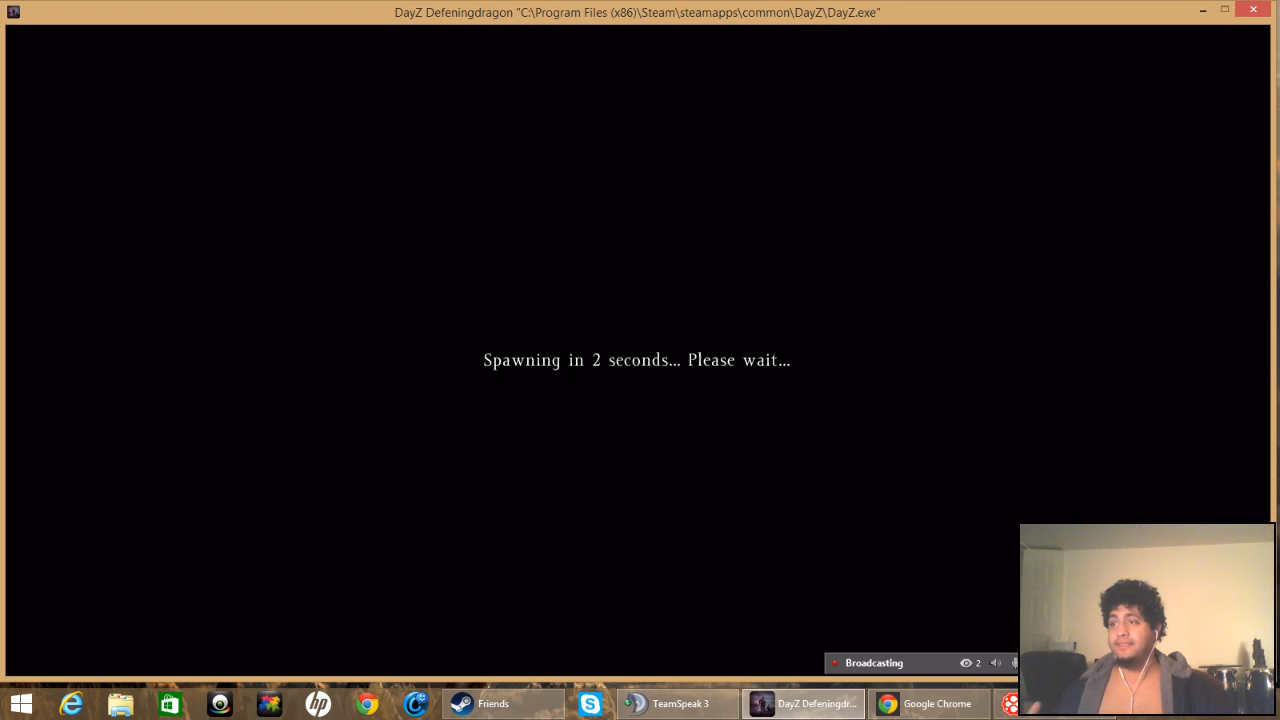 DayZ Defeningdragon "C:\Program Files (x86)\Steam\steamapps\common\DayZ\DayZ.exe"
Spawning in 2 seconds... Please wait...
Broadcasting 2
hp
Friends
TeamSpeak 3
DayZ Defeningdr...
Google Chrome